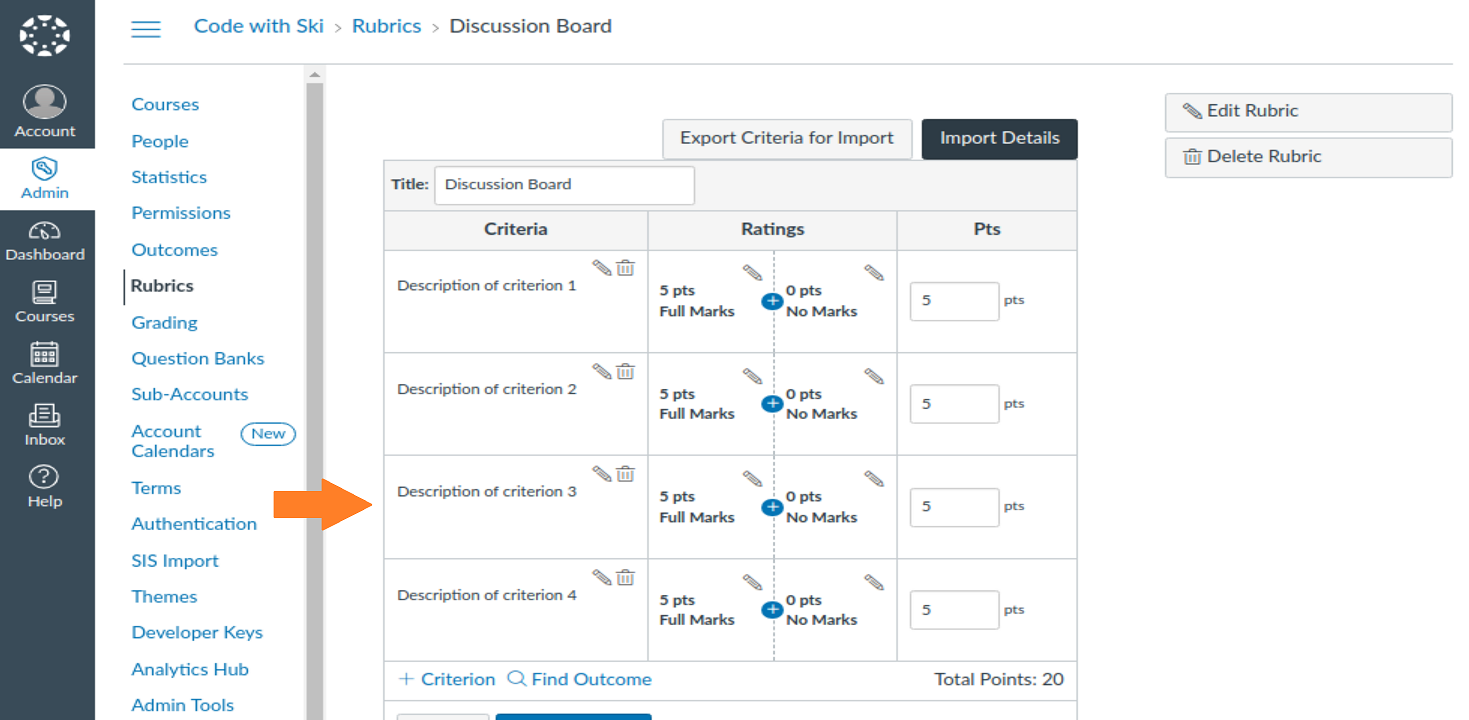 Code with Ski > Rubrics > Discussion Board
Account
Admin
Dashboard
Courses
Calendar
Inbox
Help
Courses
People
Statistics
Permissions
Outcomes
Rubrics
Grading
Question Banks
Sub-Accounts
Account
Calendars
New
Terms
Authentication
SIS Import
Themes
Developer Keys
Analytics Hub
Admin Tools
Export Criteria for Import
Import Details
Title: Discussion Board
Criteria Ratings Pts
Description of criterion 1
5 pts
Full Marks
0 pts
No Marks
5 pts
Description of criterion 2
5 pts
Full Marks
0 pts
No Marks
5 pts
Description of criterion 3
5 pts
Full Marks
0 pts
No Marks
5 pts
Description of criterion 4
5 pts
Full Marks
0 pts
No Marks
5 pts
+ Criterion Find Outcome Total Points: 20
Edit Rubric
Delete Rubric